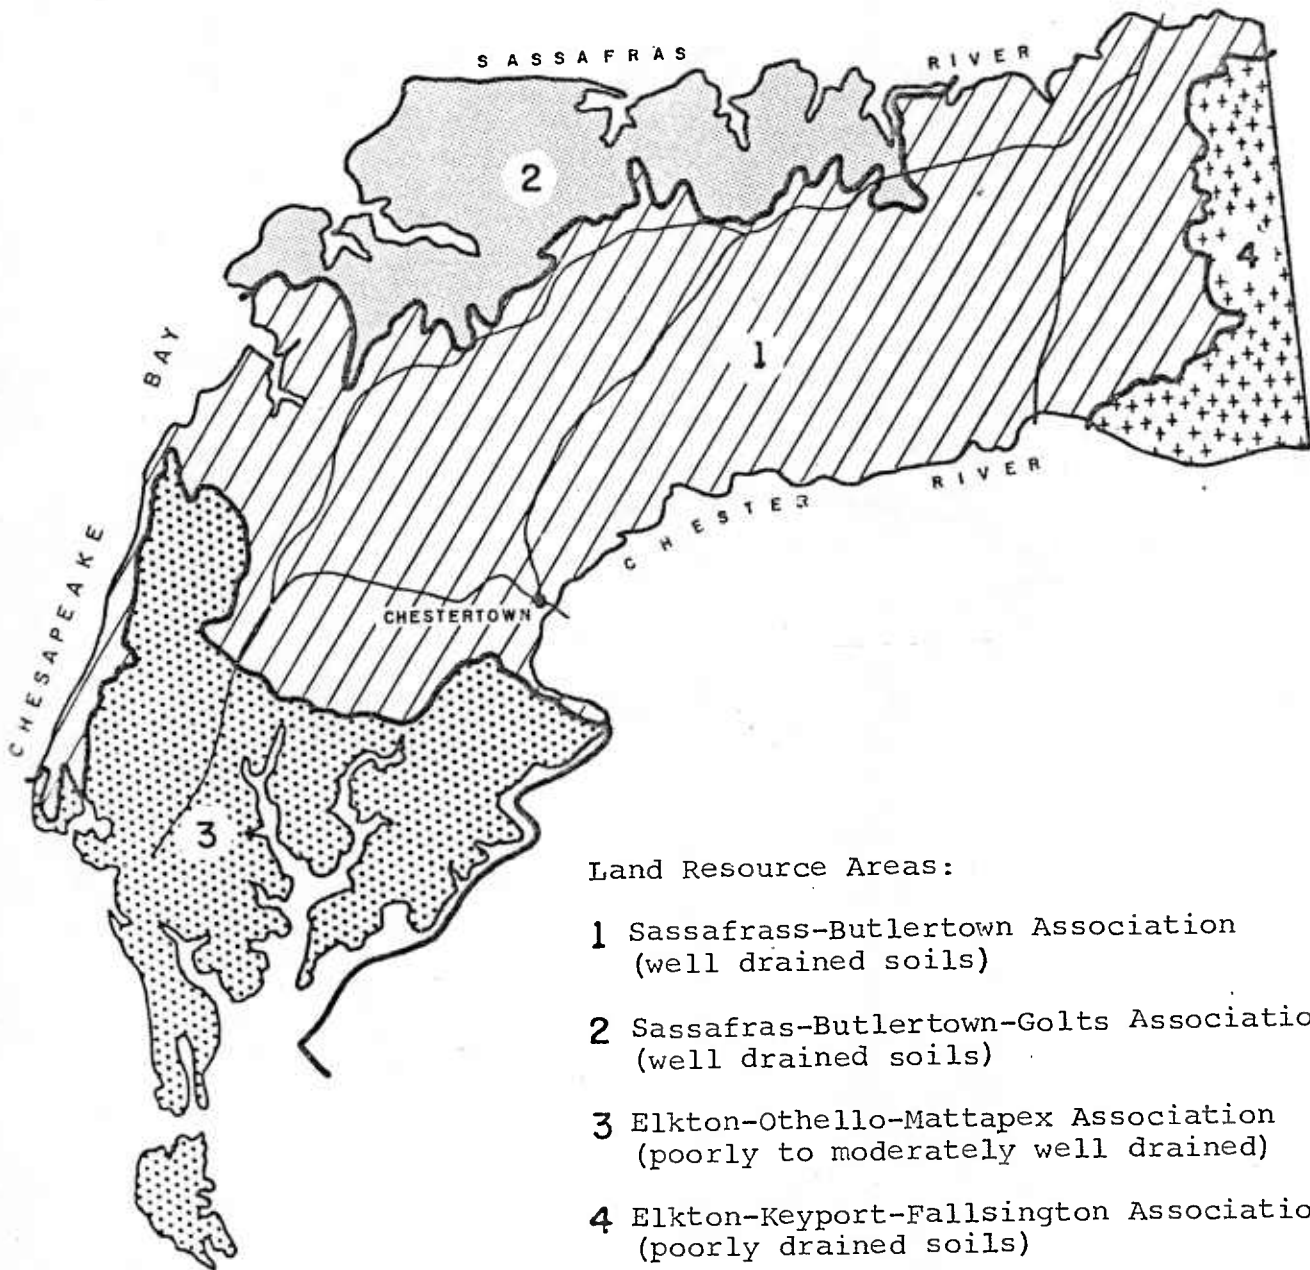 SASSAFRAS RIVER
2
4
1
BAY
CHESAPEAKE
CHESTER RIVER
CHESTERTOWN
3
Land Resource Areas:
1 Sassafrass-Butlertown Association
(well drained soils)
2 Sassafras-Butlertown-Golts Associatio
(well drained soils)
3 Elkton-Othello-Mattapex Association
(poorly to moderately well drained)
4 Elkton-Keyport-Fallsington Associatio
(poorly drained soils)